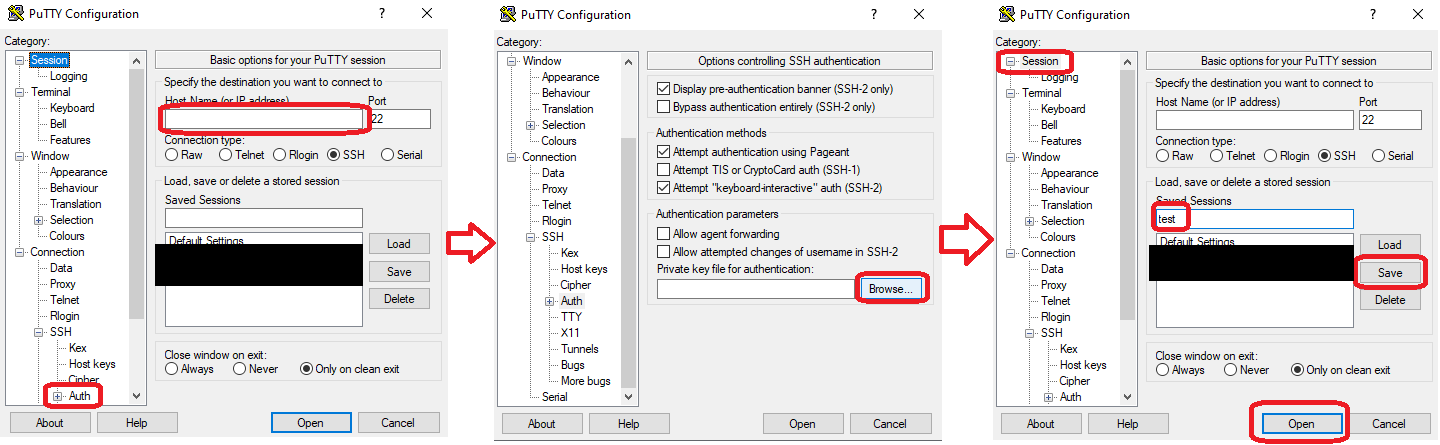 PuTTY Configuration
Category:
Session
Logging
Terminal
Keyboard
Bell
Features
Window
Appearance
Behaviour
Translation
Selection
Colours
Connection
Data
Proxy
Telnet
Rlogin
SSH
Kex
Host keys
Cipher
Auth
Basic options for your PuTTY session
Specify the destination you want to connect to
Host Name (or IP address) Port
22
Connection type:
Raw Telnet Rlogin SSH Serial
Load, save or delete a stored session
Saved Sessions
Default Settings
Load
Save
Delete
Close window on exit:
Always Never Only on clean exit
About Help Open Cancel
PuTTY Configuration
Category:
Window
Appearance
Behaviour
Translation
Selection
Colours
Connection
Data
Proxy
Telnet
Rlogin
SSH
Kex
Host keys
Cipher
Auth
TTY
X11
Tunnels
Bugs
More bugs
Serial
Options controlling SSH authentication
Display pre-authentication banner (SSH-2 only)
Bypass authentication entirely (SSH-2 only)
Authentication methods
Attempt authentication using Pageant
Attempt TIS or CryptoCard auth (SSH-1)
Attempt "keyboard-interactive" auth (SSH-2)
Authentication parameters
Allow agent forwarding
Allow attempted changes of username in SSH-2
Private key file for authentication:
Browse...
About Help Open Cancel
PuTTY Configuration
Category:
Session
Logging
Terminal
Keyboard
Bell
Features
Window
Appearance
Behaviour
Translation
Selection
Colours
Connection
Data
Proxy
Telnet
Rlogin
SSH
Kex
Host keys
Cipher
Auth
Basic options for your PuTTY session
Specify the destination you want to connect to
Host Name (or IP address) Port
22
Connection type:
Raw Telnet Rlogin SSH Serial
Load, save or delete a stored session
Saved Sessions
test
Default Settings
Load
Save
Delete
Close window on exit:
Always Never Only on clean exit
About Help Open Cancel